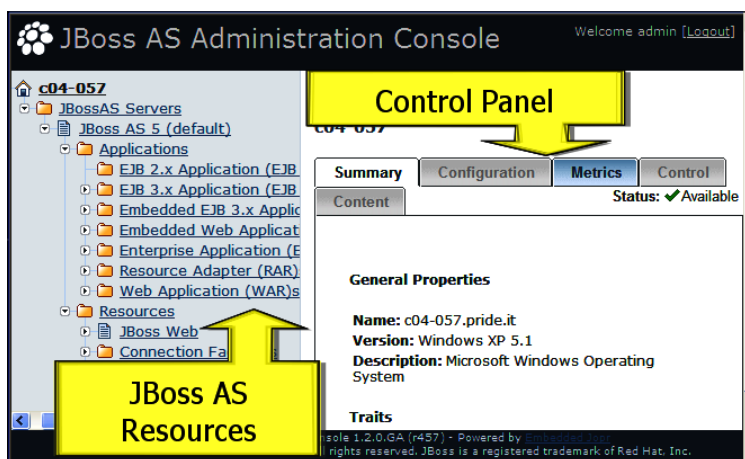 JBoss AS Administration Console
Welcome admin [Logout]
c04-057
JBossAS Servers
JBoss AS 5 (default)
Applications
EJB 2.x Application (EJB
EJB 3.x Application (EJB
Embedded EJB 3.x Applic
Embedded Web Applicat
Enterprise Application (E
Resource Adapter (RAR)
Web Application (WAR)s
Resources
JBoss Web
Connection Fa
JBoss AS
Resources
Control Panel
c04-057
Summary
Configuration
Metrics
Control
Content
Status: Available
General Properties
Name: c04-057.pride.it
Version: Windows XP 5.1
Description: Microsoft Windows Operating
System
Traits
nsole 1.2.0.GA (r457) - Powered by Embedded Jopr
rights reserved. JBoss is a registered trademark of Red Hat, Inc.